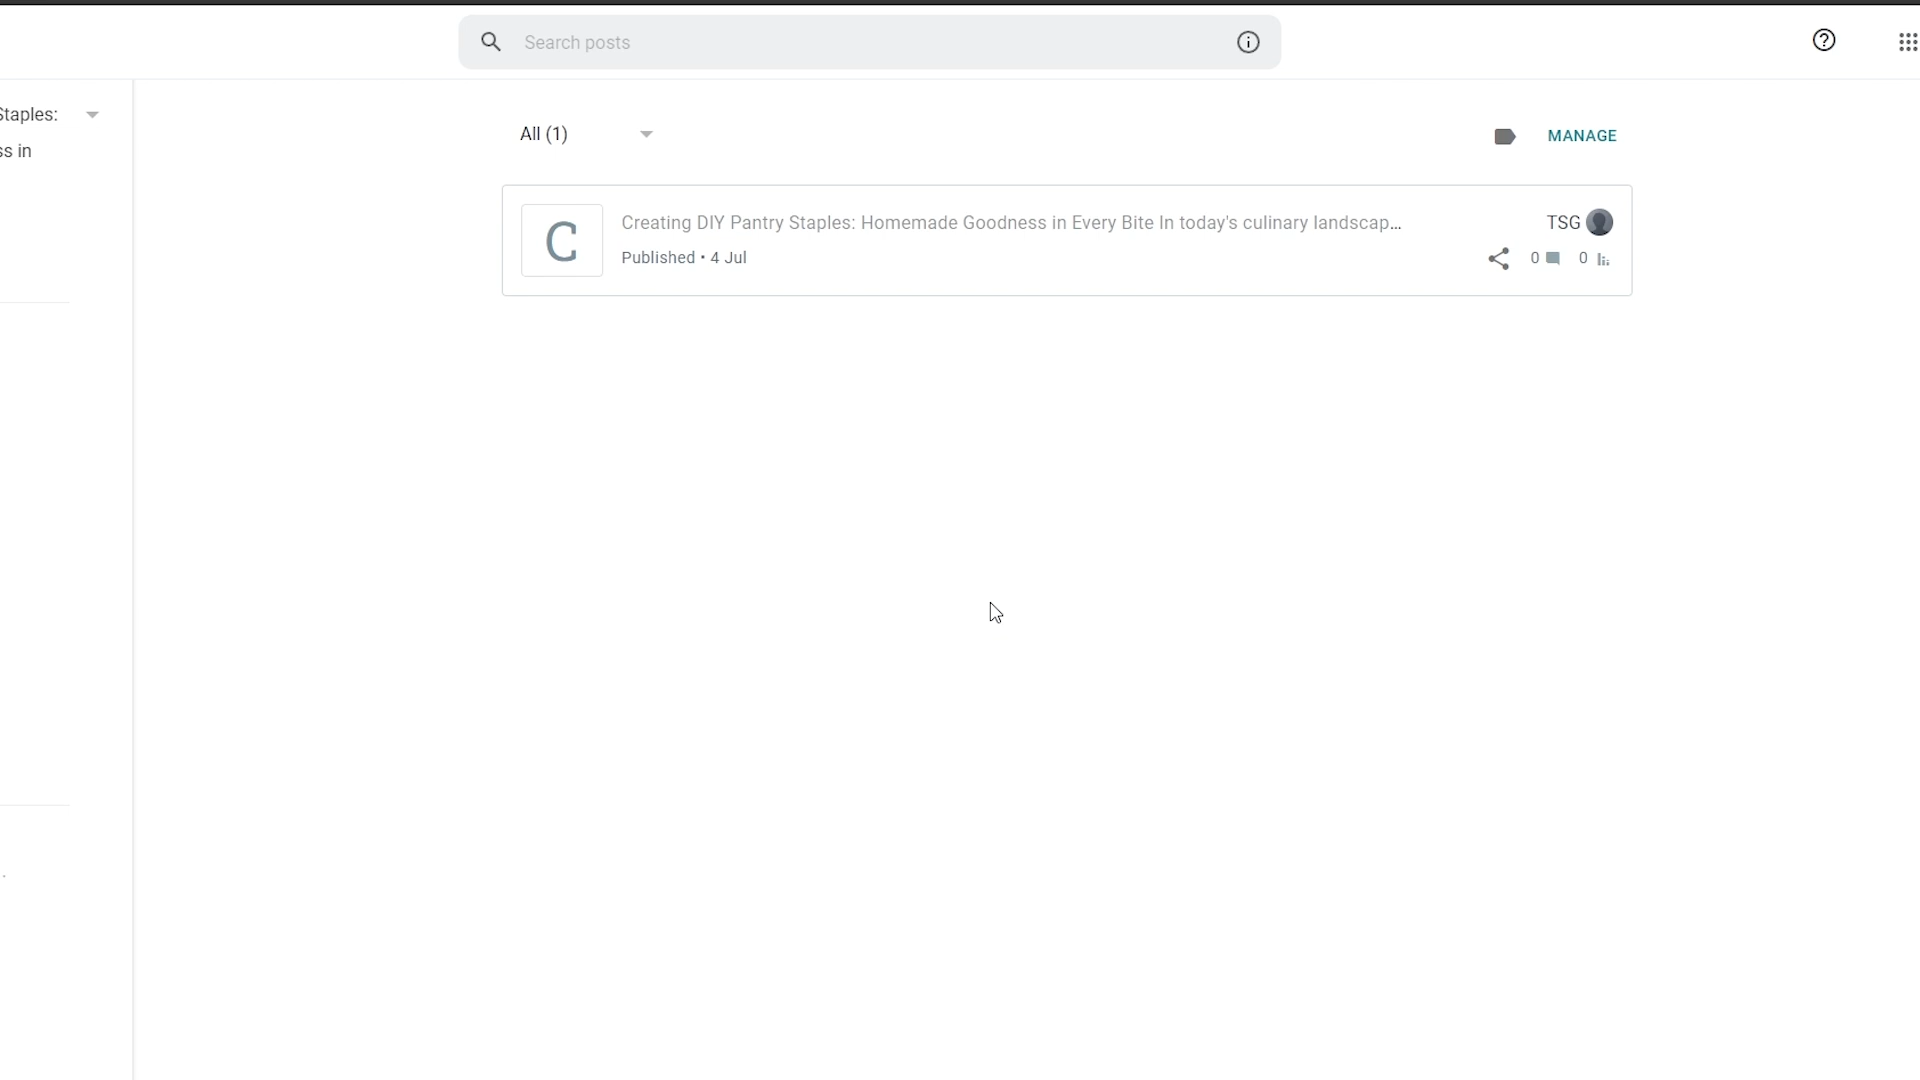 Search posts
Staples:
ss in
All (1)
MANAGE
C
Creating DIY Pantry Staples: Homemade Goodness in Every Bite In today's culinary landscap...
TSG
Published • 4 Jul
0
0